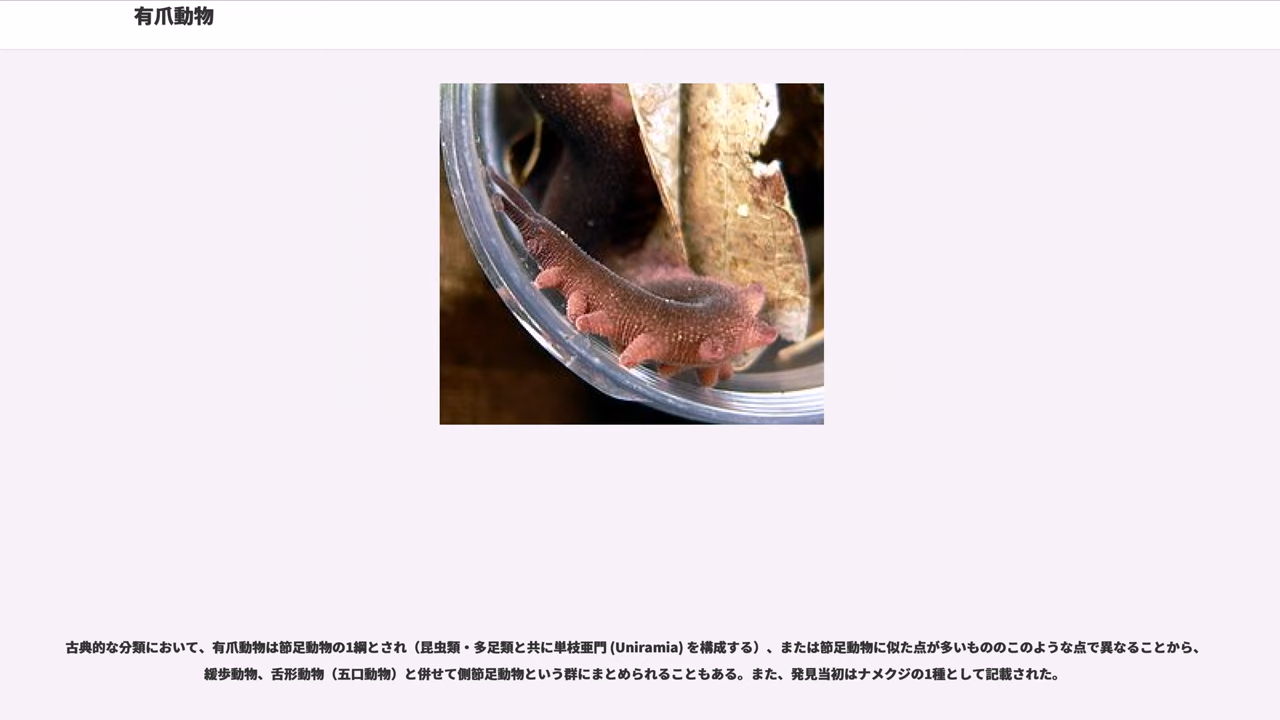 有爪動物
古典的な分類において、有爪動物は節足動物の1綱とされ（昆虫類・多足類と共に単枝亜門 (Uniramia) を構成する）、または節足動物に似た点が多いもののこのような点で異なることから、
緩歩動物、舌形動物（五口動物）と併せて側節足動物という群にまとめられることもある。また、発見当初はナメクジの1種として記載された。